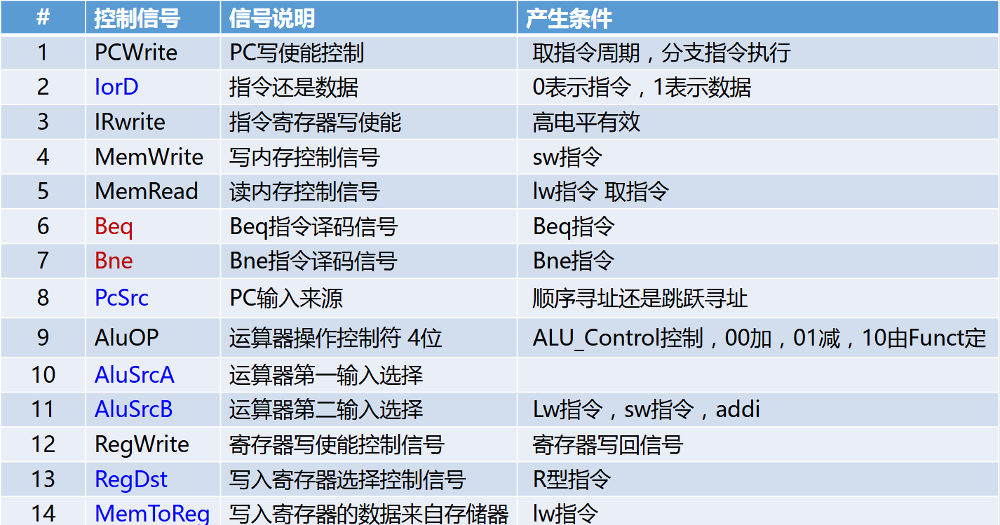 # 控制信号 信号说明 产生条件
1 PCWrite PC写使能控制 取指令周期，分支指令执行
2 IorD 指令还是数据 0表示指令，1表示数据
3 IRwrite 指令寄存器写使能 高电平有效
4 MemWrite 写内存控制信号 sw指令
5 MemRead 读内存控制信号 lw指令 取指令
6 Beq Beq指令译码信号 Beq指令
7 Bne Bne指令译码信号 Bne指令
8 PcSrc PC输入来源 顺序寻址还是跳跃寻址
9 AluOP 运算器操作控制符 4位 ALU_Control控制，00加，01减，10由Funct定
10 AluSrcA 运算器第一输入选择
11 AluSrcB 运算器第二输入选择 Lw指令，sw指令，addi
12 RegWrite 寄存器写使能控制信号 寄存器写回信号
13 RegDst 写入寄存器选择控制信号 R型指令
14 MemToReg 写入寄存器的数据来自存储器 lw指令